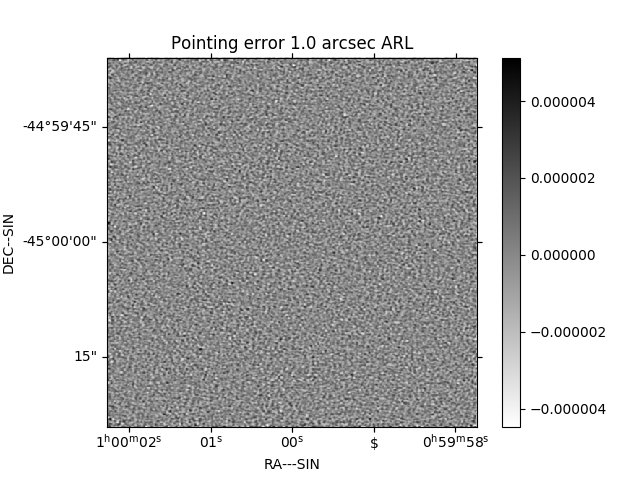 Pointing error 1.0 arcsec ARL
-44°59'45"
-45°00'00"
15"
DEC--SIN
1ʰ00ᵐ02ˢ 01ˢ 00ˢ $ 0ʰ59ᵐ58ˢ
RA---SIN
0.000004
0.000002
0.000000
−0.000002
−0.000004